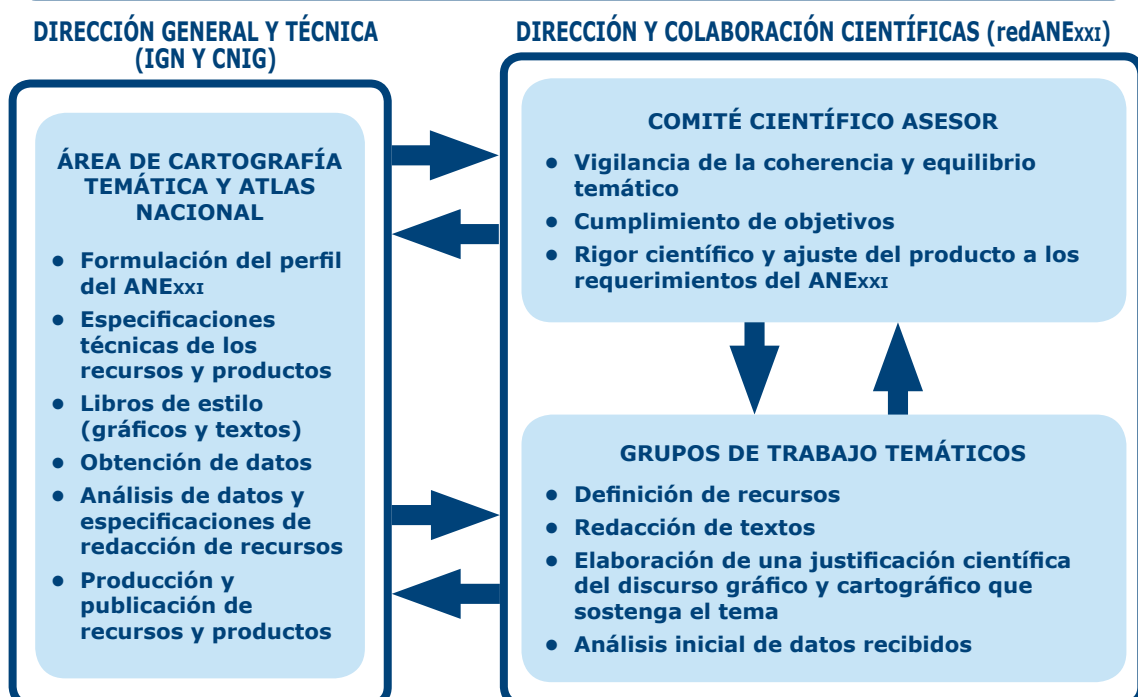 DIRECCIÓN GENERAL Y TÉCNICA
(IGN Y CNIG)
ÁREA DE CARTOGRAFÍA
TEMÁTICA Y ATLAS
NACIONAL
• Formulación del perfil
del ANExxi
• Especificaciones
técnicas de los
recursos y productos
• Libros de estilo
(gráficos y textos)
• Obtención de datos
• Análisis de datos y
especificaciones de
redacción de recursos
• Producción y
publicación de
recursos y productos
DIRECCIÓN Y COLABORACIÓN CIENTÍFICAS (redANExxi)
COMITÉ CIENTÍFICO ASESOR
• Vigilancia de la coherencia y equilibrio
temático
• Cumplimiento de objetivos
• Rigor científico y ajuste del producto a los
requerimientos del ANExxi
GRUPOS DE TRABAJO TEMÁTICOS
• Definición de recursos
• Redacción de textos
• Elaboración de una justificación científica
del discurso gráfico y cartográfico que
sostenga el tema
• Análisis inicial de datos recibidos